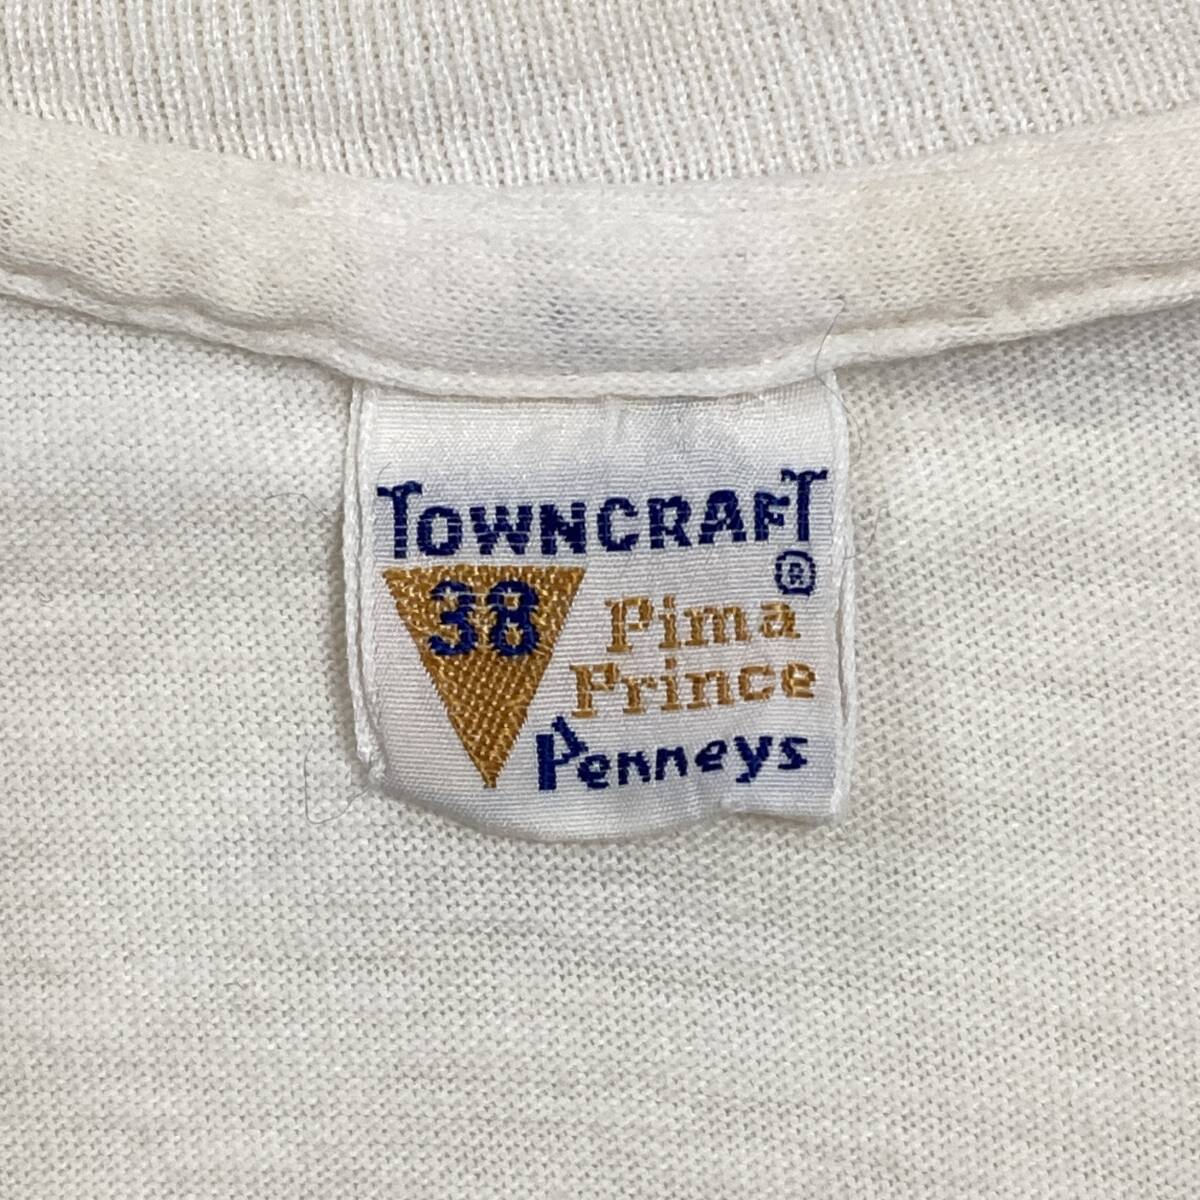 TOWNCRAFT
®
38 Pima
Prince
Penneys